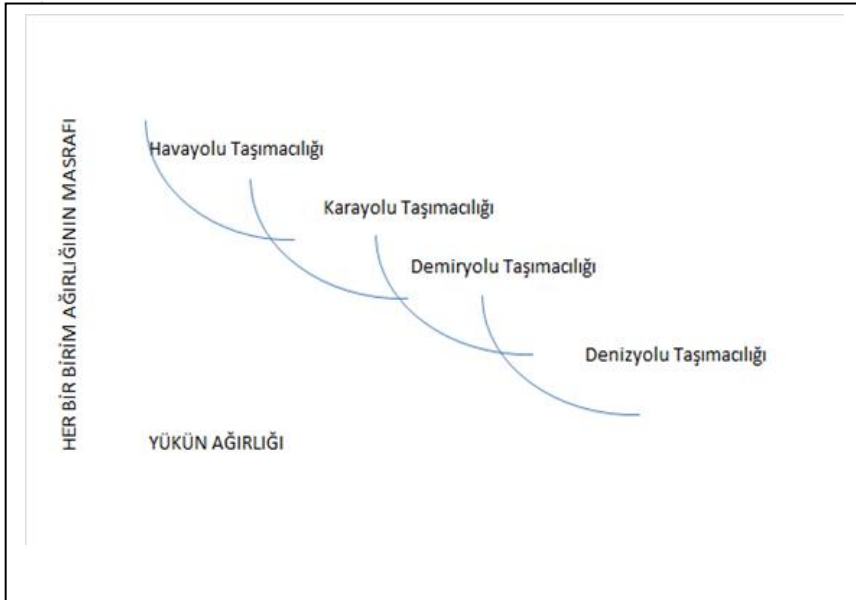 HER BİR BİRİM AĞIRLIĞININ MASRAFI
Havayolu Taşımacılığı
Karayolu Taşımacılığı
Demiryolu Taşımacılığı
Denizyolu Taşımacılığı
YÜKÜN AĞIRLIĞI